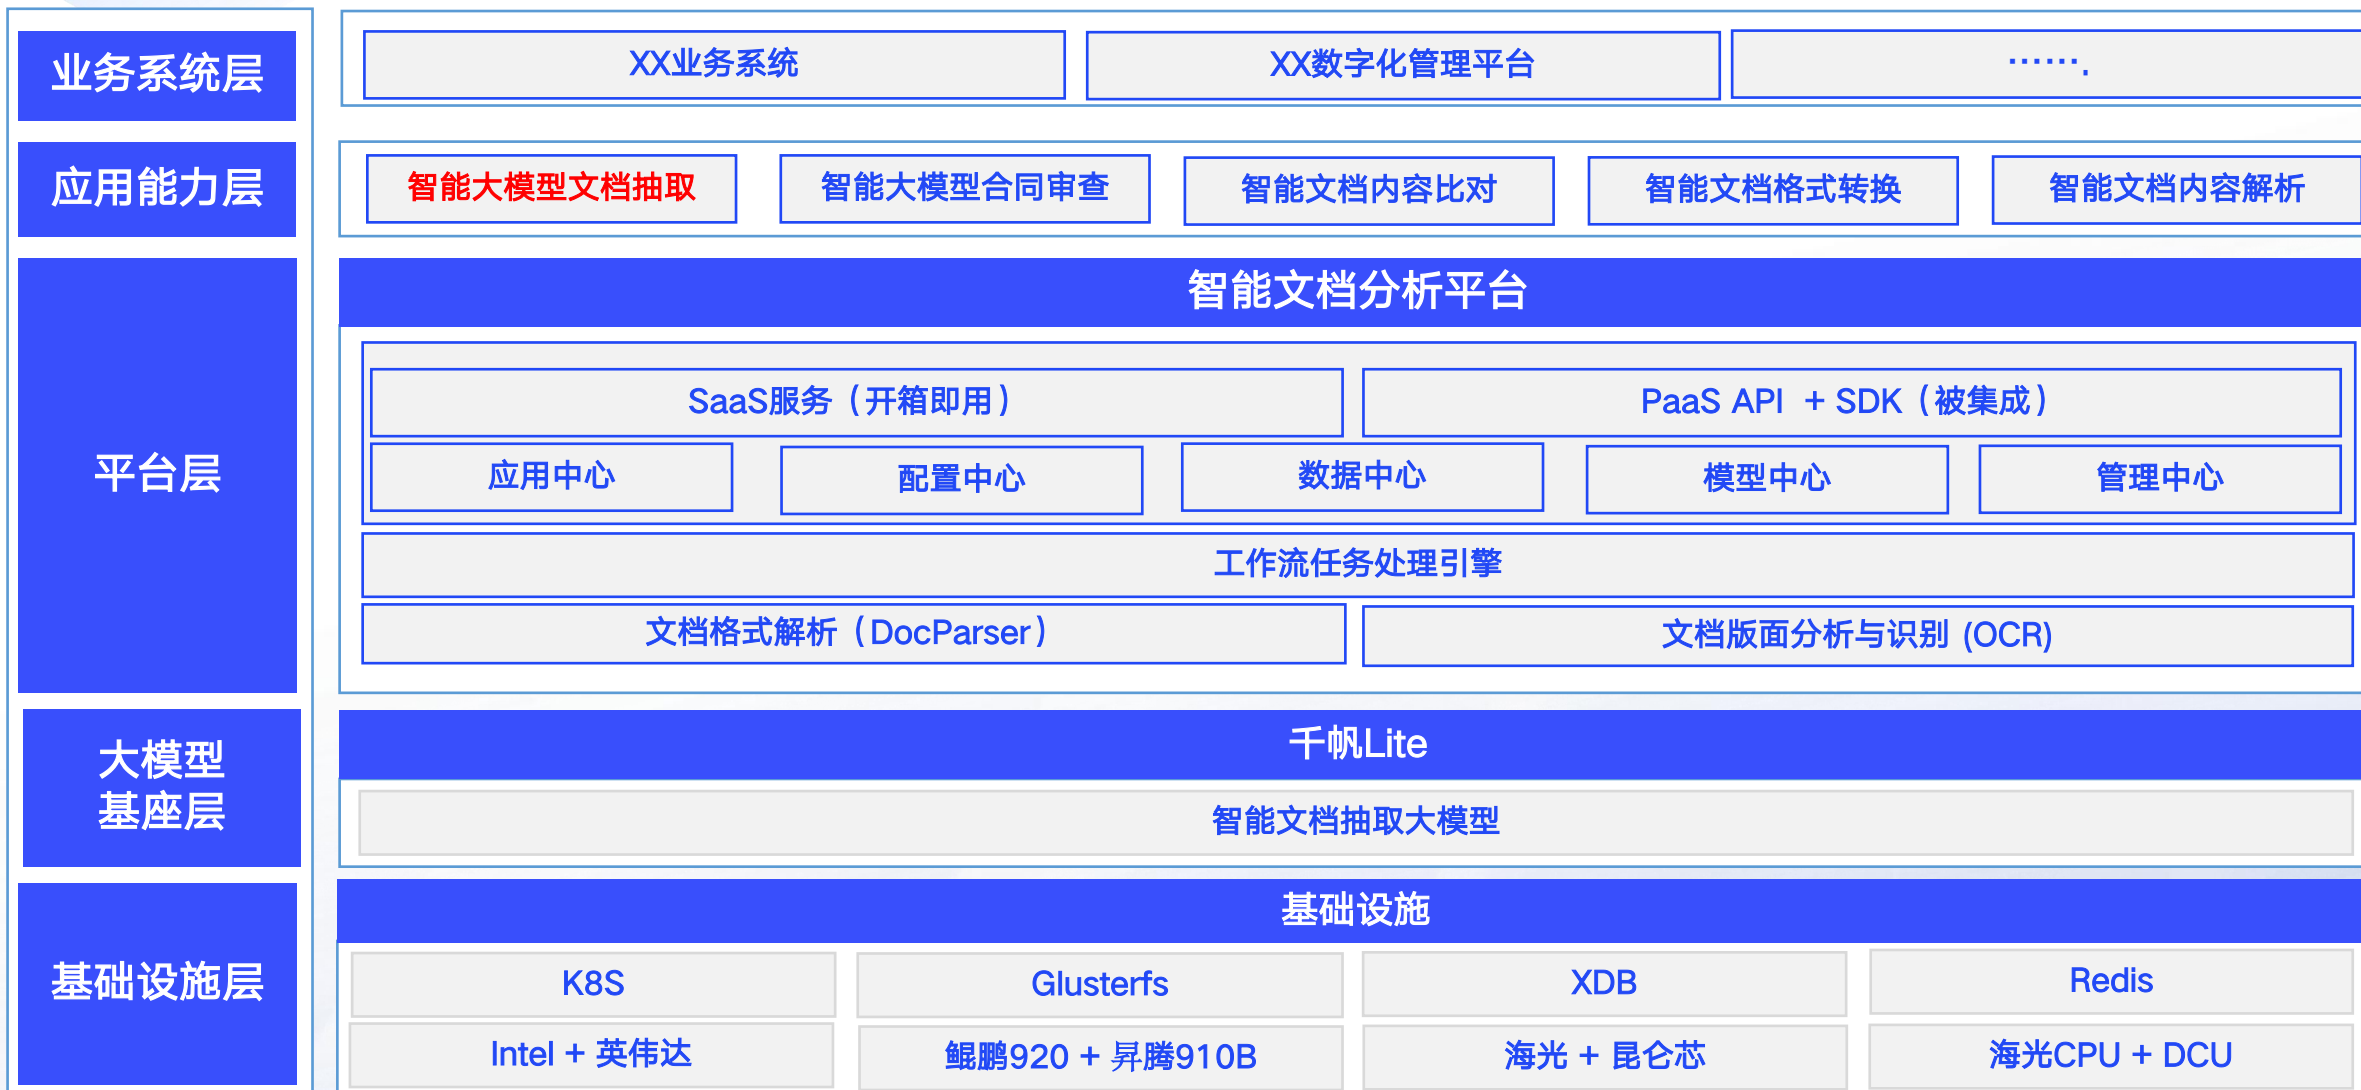 业务系统层
XX业务系统
XX数字化管理平台
…….
应用能力层
智能大模型文档抽取
智能大模型合同审查
智能文档内容比对
智能文档格式转换
智能文档内容解析
平台层
智能文档分析平台
SaaS服务（开箱即用）
PaaS API + SDK（被集成）
应用中心
配置中心
数据中心
模型中心
管理中心
工作流任务处理引擎
文档格式解析（DocParser）
文档版面分析与识别 (OCR)
大模型
基座层
千帆Lite
智能文档抽取大模型
基础设施层
基础设施
K8S
Glusterfs
XDB
Redis
Intel + 英伟达
鲲鹏920 + 昇腾910B
海光 + 昆仑芯
海光CPU + DCU